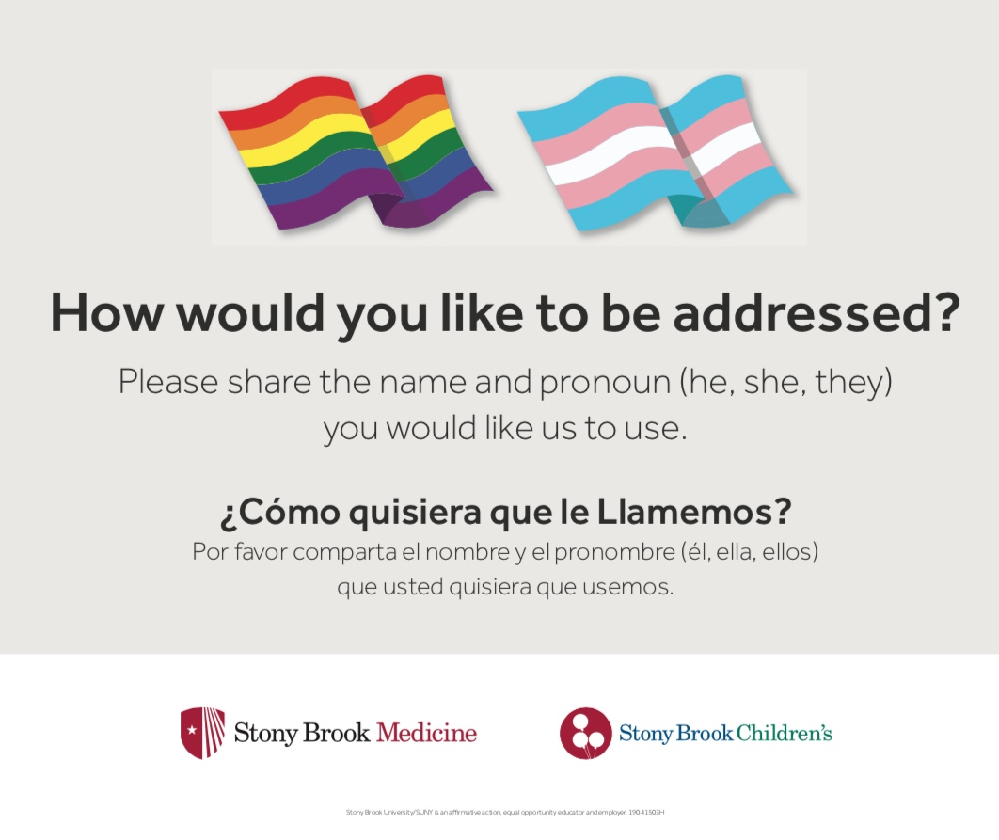 How would you like to be addressed?
Please share the name and pronoun (he, she, they)
you would like us to use.
¿Cómo quisiera que le Llamemos?
Por favor comparta el nombre y el pronombre (él, ella, ellos)
que usted quisiera que usemos.
Stony Brook Medicine
Stony Brook Children's
Stony Brook University/SUNY is an affirmative action, equal opportunity educator and employer. 19041503H